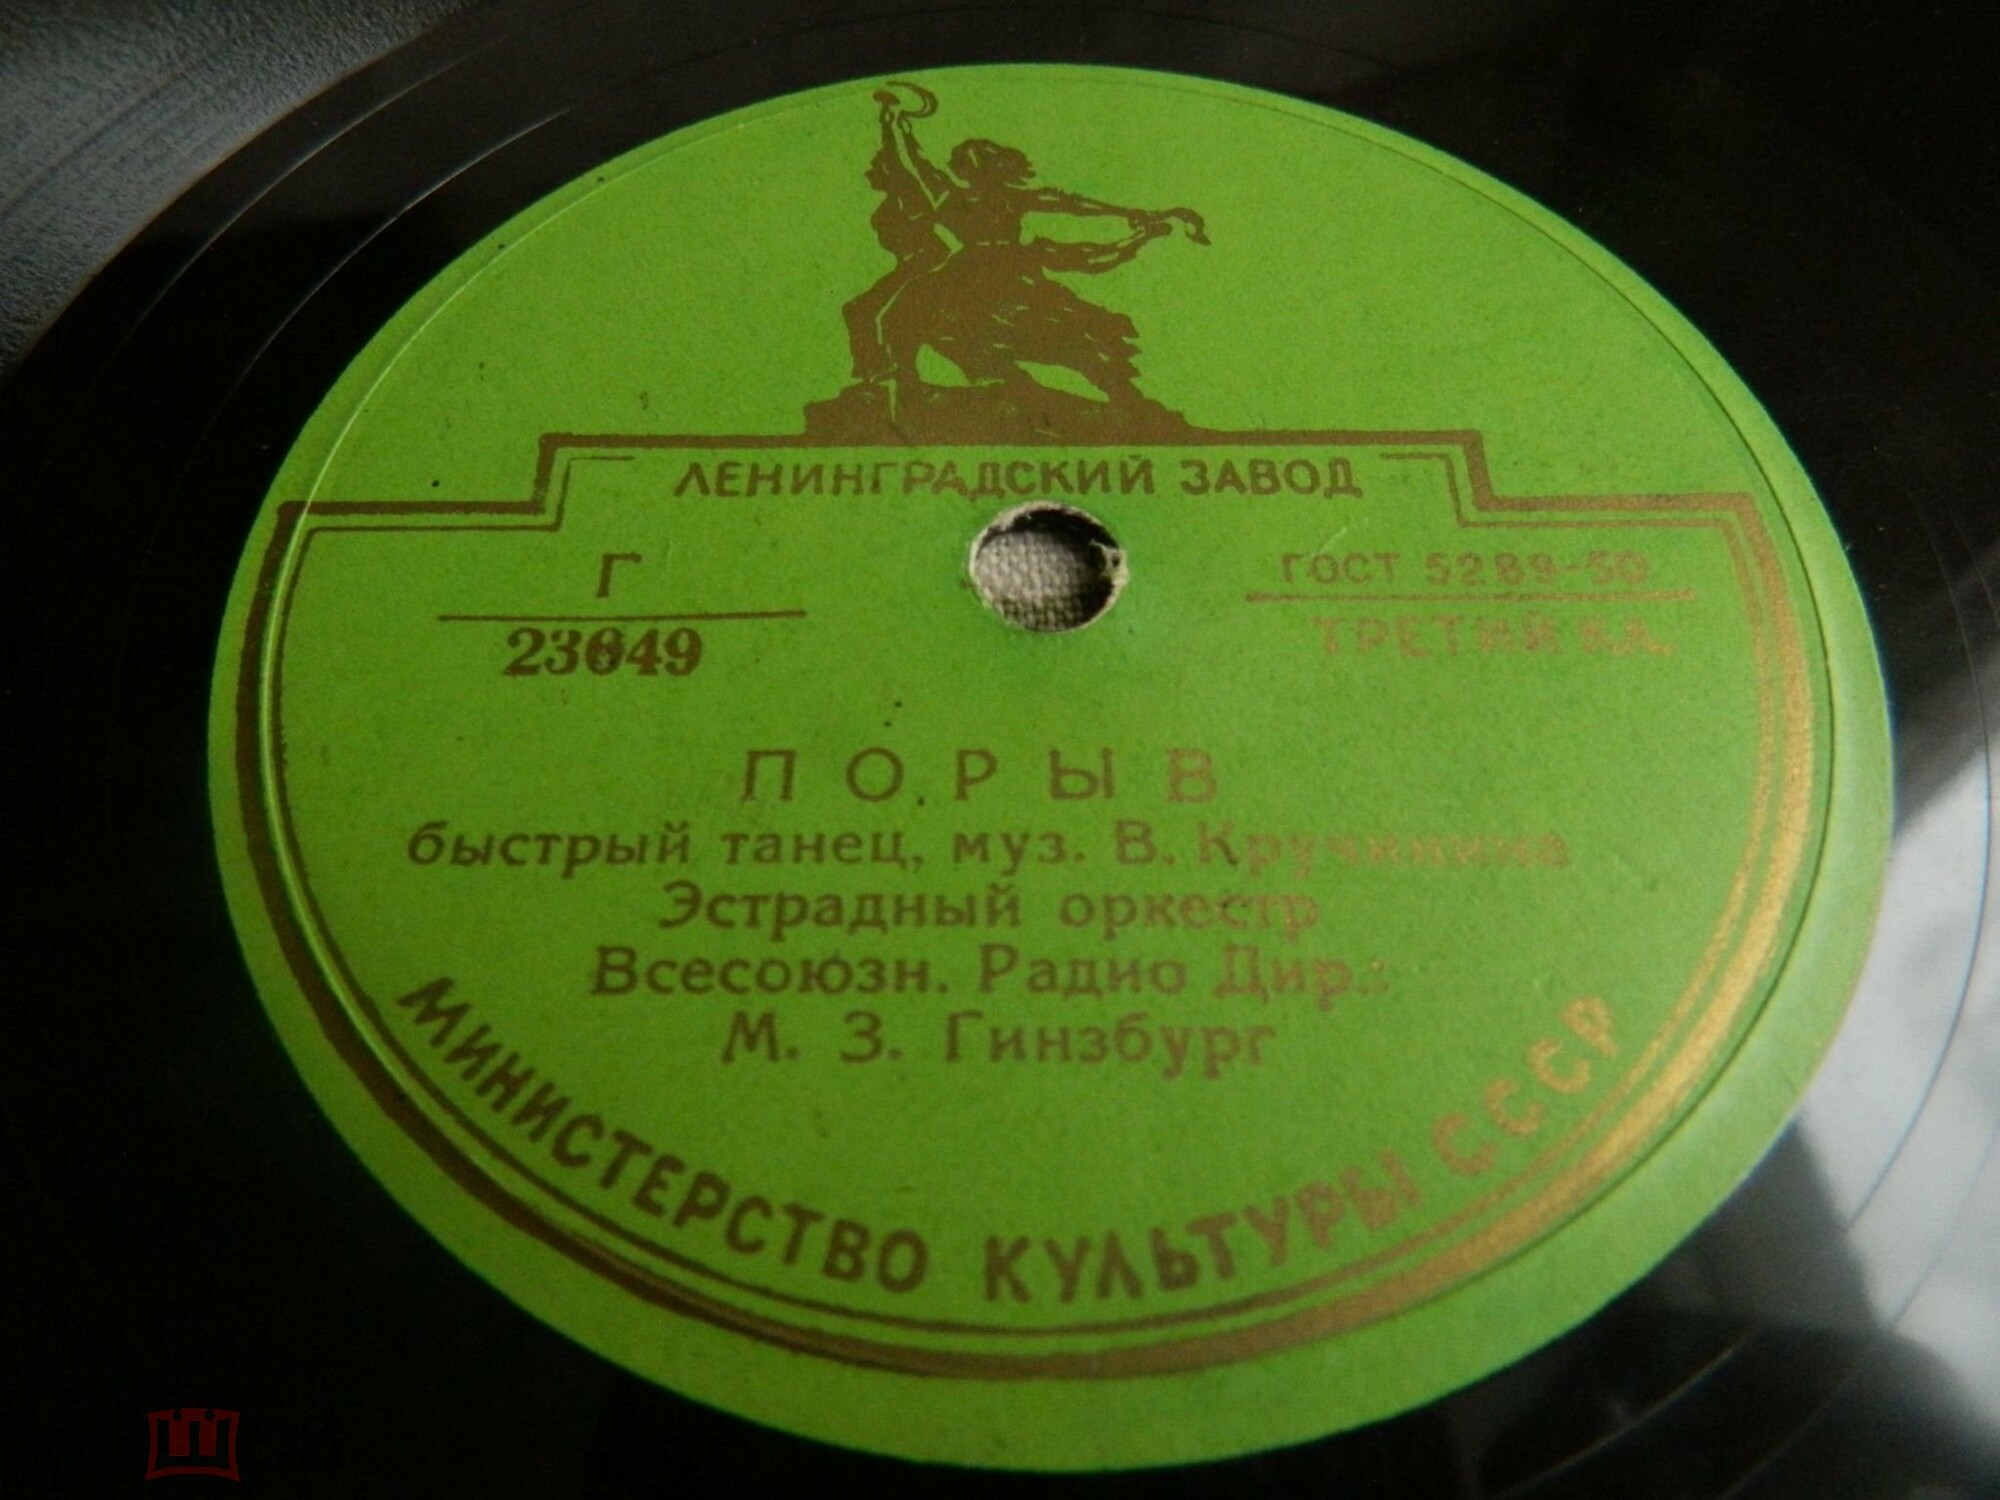 ЛЕНИНГРАДСКИЙ ЗАВОД
Г
23649
ГОСТ 5289-50
ТРЕТИЙ КЛ.
ПОРЫВ
быстрый танец, муз. В. Кручинина
Эстрадный оркестр
Всесоюзн. Радио Дир.:
М. З. Гинзбург
МИНИСТЕРСТВО КУЛЬТУРЫ СССР